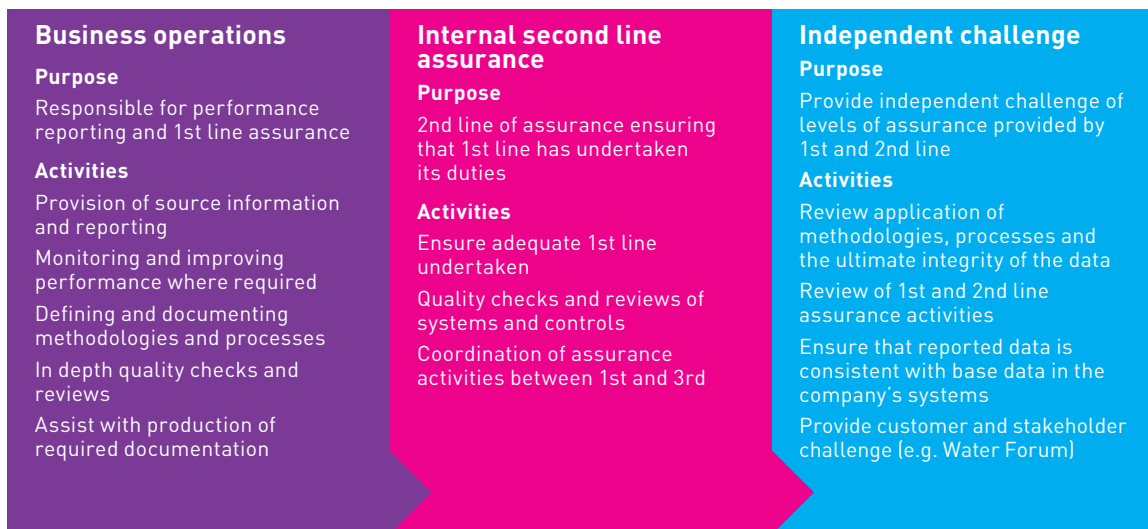 Business operations
Purpose
Responsible for performance
reporting and 1st line assurance
Activities
Provision of source information
and reporting
Monitoring and improving
performance where required
Defining and documenting
methodologies and processes
In depth quality checks and
reviews
Assist with production of
required documentation
Internal second line
assurance
Purpose
2nd line of assurance ensuring
that 1st line has undertaken
its duties
Activities
Ensure adequate 1st line
undertaken
Quality checks and reviews of
systems and controls
Coordination of assurance
activities between 1st and 3rd
Independent challenge
Purpose
Provide independent challenge of
levels of assurance provided by
1st and 2nd line
Activities
Review application of
methodologies, processes and
the ultimate integrity of the data
Review of 1st and 2nd line
assurance activities
Ensure that reported data is
consistent with base data in the
company’s systems
Provide customer and stakeholder
challenge (e.g. Water Forum)